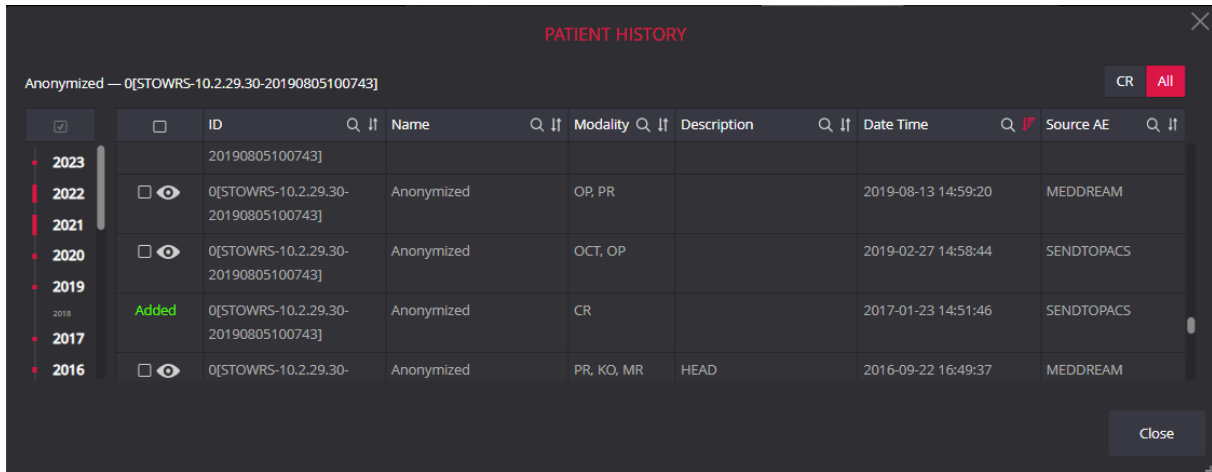 PATIENT HISTORY
Anonymized — 0[STOWRS-10.2.29.30-20190805100743]
CR All
ID Name Modality Description Date Time Source AE
2023
2022
2021
2020
2019
2018
2017
2016
20190805100743]
0[STOWRS-10.2.29.30- Anonymized OP, PR 2019-08-13 14:59:20 MEDDREAM
20190805100743]
0[STOWRS-10.2.29.30- Anonymized OCT, OP 2019-02-27 14:58:44 SENDTOPACS
20190805100743]
Added 0[STOWRS-10.2.29.30- Anonymized CR 2017-01-23 14:51:46 SENDTOPACS
20190805100743]
0[STOWRS-10.2.29.30- Anonymized PR, KO, MR HEAD 2016-09-22 16:49:37 MEDDREAM
Close